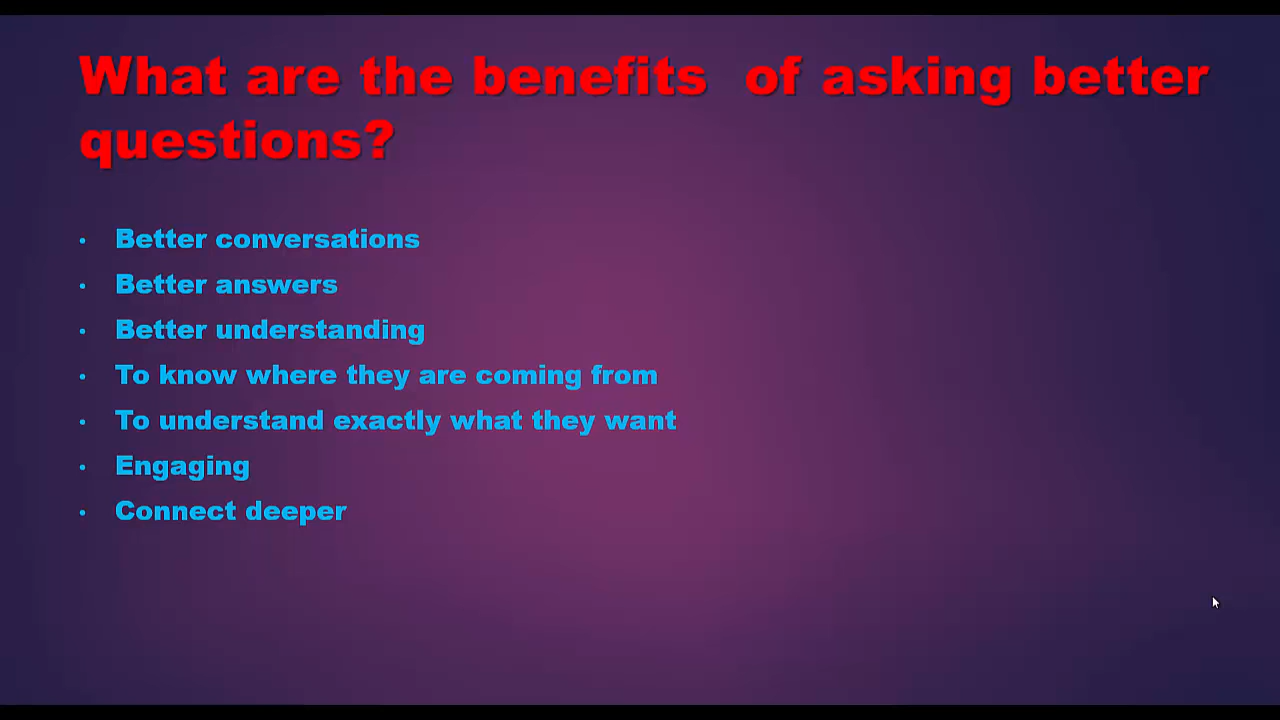 What are the benefits  of asking better
questions?
• Better conversations
• Better answers
• Better understanding
• To know where they are coming from
• To understand exactly what they want
• Engaging
• Connect deeper